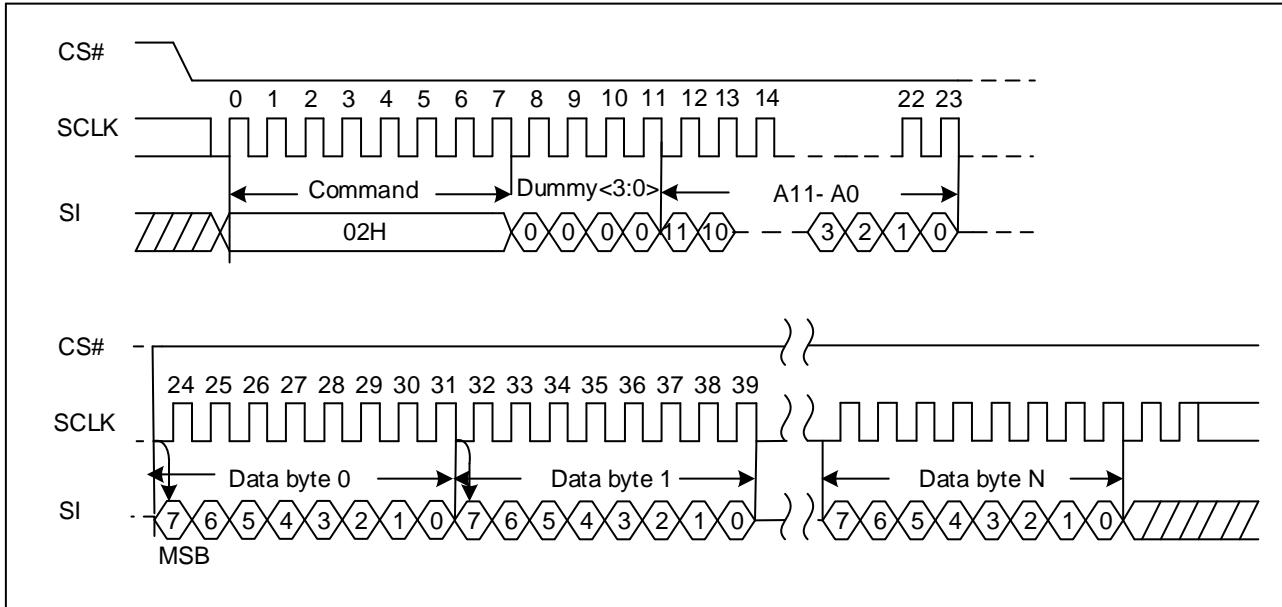 CS#
0 1 2 3 4 5 6 7 8 9 10 11 12 13 14 22 23
SCLK
Command Dummy<3:0> A11- A0
SI
02H 0 0 0 0 11 10 3 2 1 0
CS#
24 25 26 27 28 29 30 31 32 33 34 35 36 37 38 39
SCLK
Data byte 0 Data byte 1 Data byte N
SI
7 6 5 4 3 2 1 0 7 6 5 4 3 2 1 0 7 6 5 4 3 2 1 0
MSB